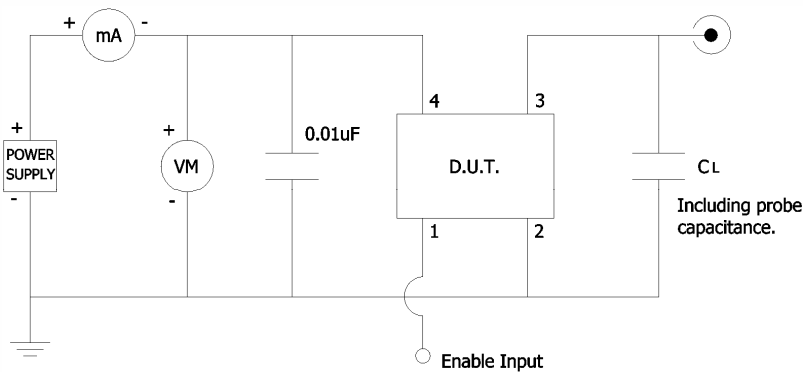 + mA -
+
POWER
SUPPLY
-
+
VM
-
0.01uF
4 3
D.U.T.
1 2
CL
Including probe
capacitance.
Enable Input